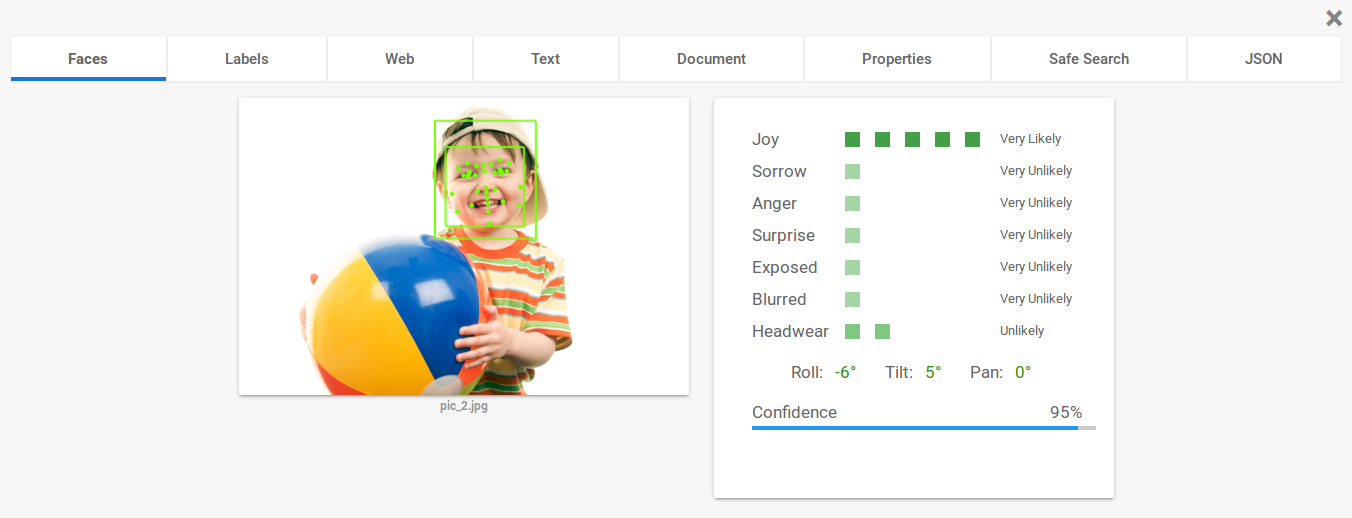 Faces Labels Web Text Document Properties Safe Search JSON
pic_2.jpg
Joy Very Likely
Sorrow Very Unlikely
Anger Very Unlikely
Surprise Very Unlikely
Exposed Very Unlikely
Blurred Very Unlikely
Headwear Unlikely
Roll: -6° Tilt: 5° Pan: 0°
Confidence 95%